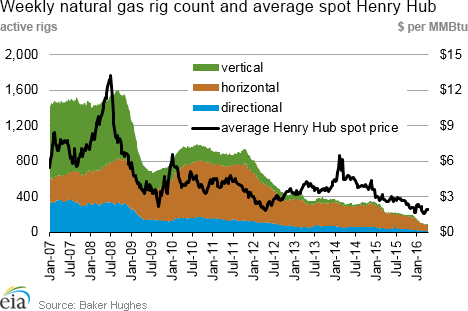 Weekly natural gas rig count and average spot Henry Hub
active rigs
$ per MMBtu
2,000
1,600
1,200
800
400
0
$15
$12
$9
$6
$3
$0
vertical
horizontal
directional
average Henry Hub spot price
Jan-07
Jul-07
Jan-08
Jul-08
Jan-09
Jul-09
Jan-10
Jul-10
Jan-11
Jul-11
Jan-12
Jul-12
Jan-13
Jul-13
Jan-14
Jul-14
Jan-15
Jul-15
Jan-16
eia
Source: Baker Hughes